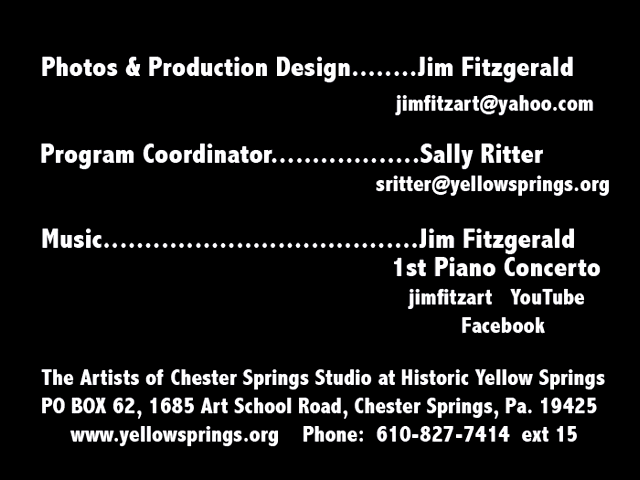 Photos & Production Design........Jim Fitzgerald
jimfitzart@yahoo.com
Program Coordinator..................Sally Ritter
sritter@yellowsprings.org
Music......................................Jim Fitzgerald
1st Piano Concerto
jimfitzart YouTube
Facebook
The Artists of Chester Springs Studio at Historic Yellow Springs
PO BOX 62, 1685 Art School Road, Chester Springs, Pa. 19425
www.yellowsprings.org Phone: 610-827-7414 ext 15